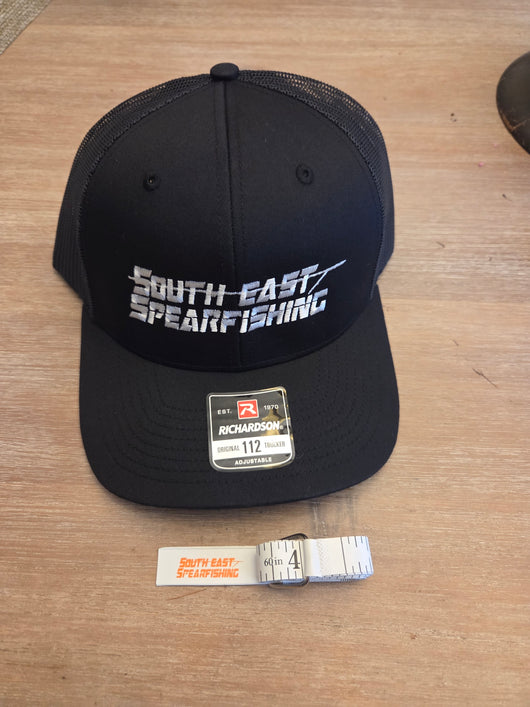 SOUTH EAST
SPEARFISHING
EST. R 1970
RICHARDSON®
ORIGINAL 112 TRUCKER
ADJUSTABLE
SOUTH EAST
SPEARFISHING
60 in 4